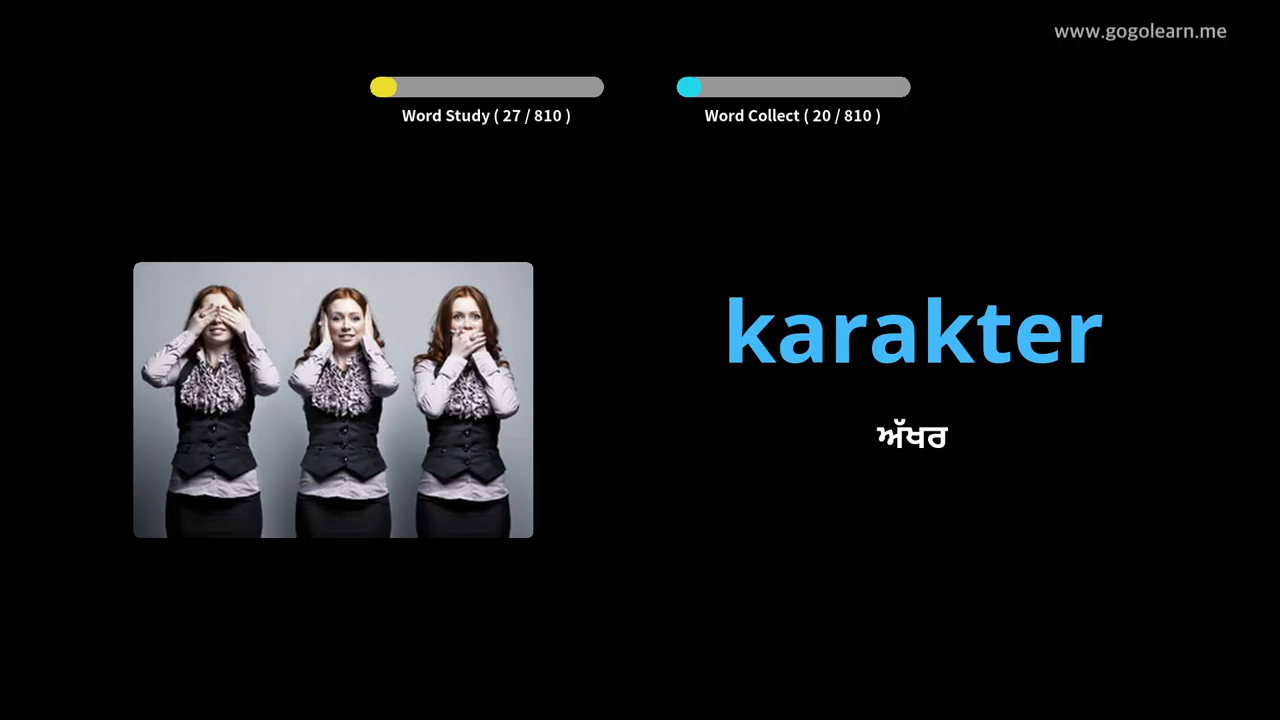 www.gogolearn.me
Word Study ( 27 / 810 )
Word Collect ( 20 / 810 )
karakter
ਅੱਖਰ